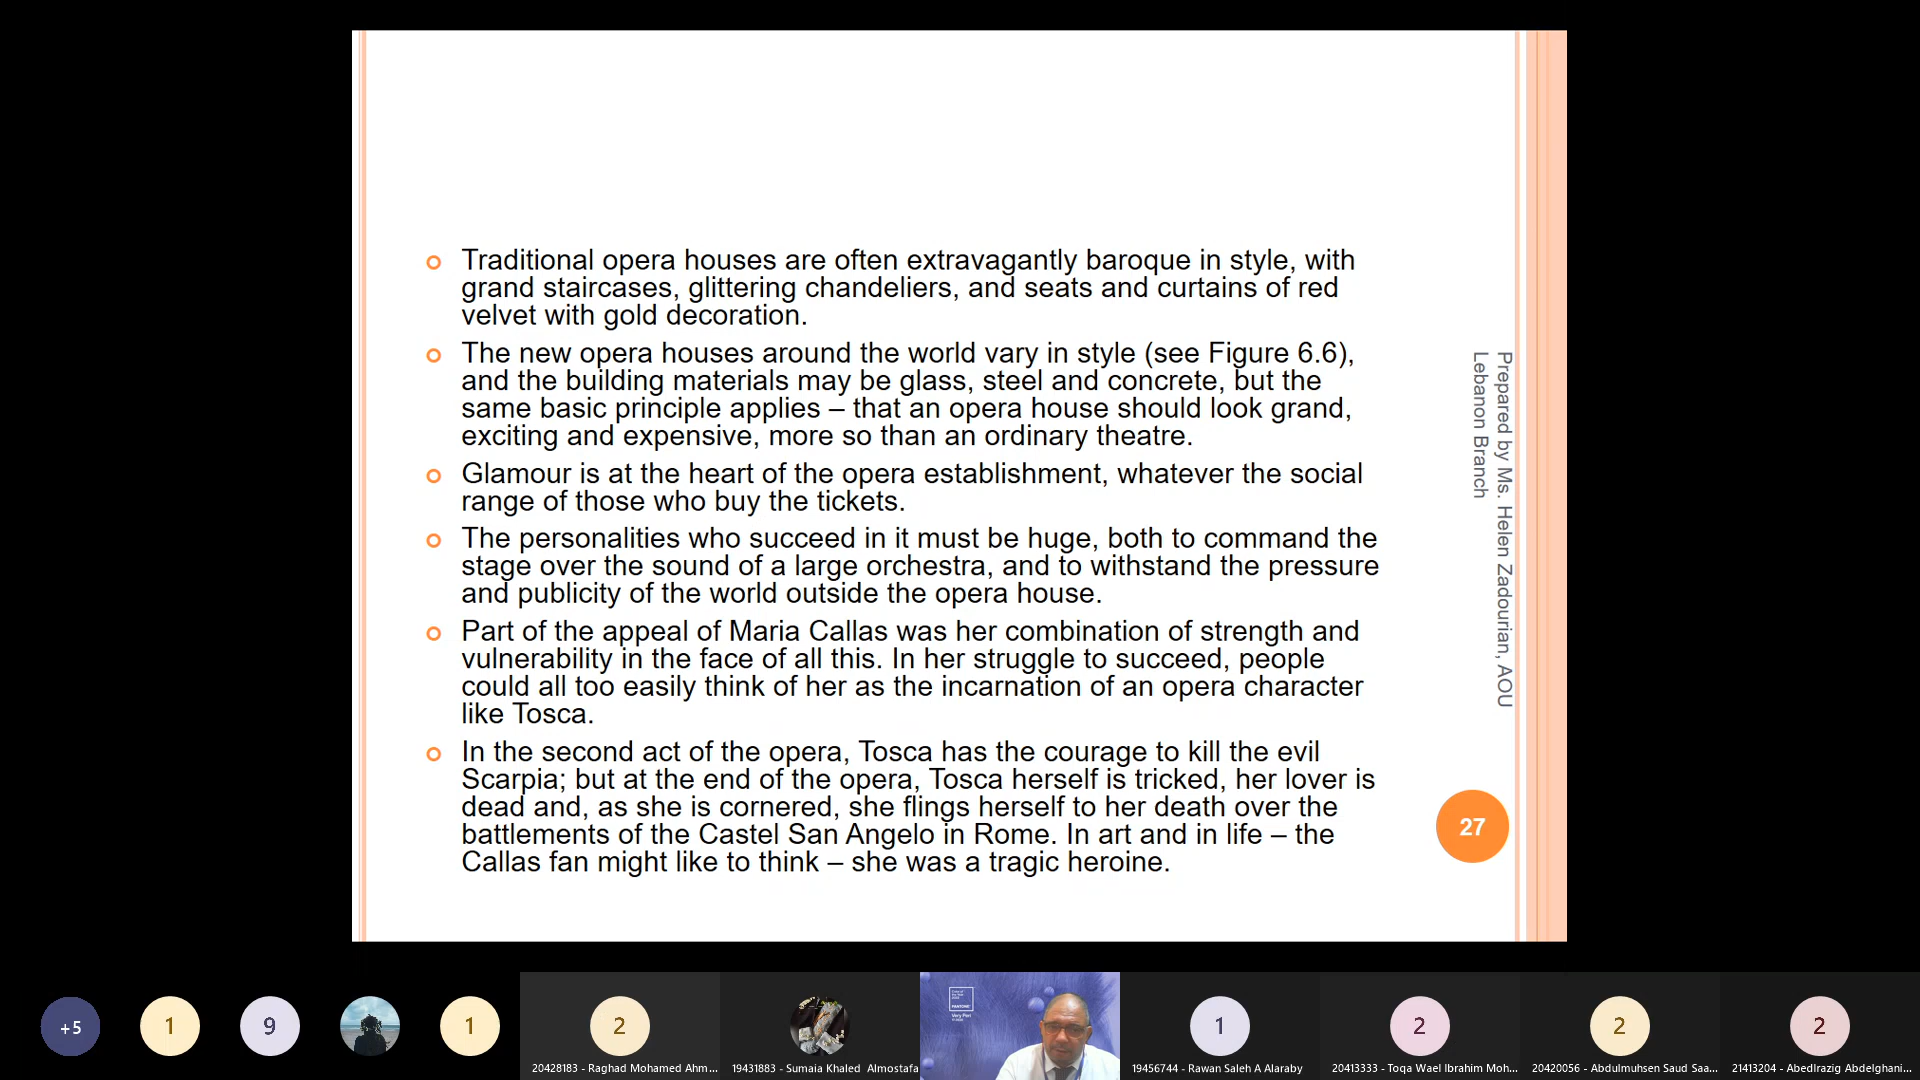 Traditional opera houses are often extravagantly baroque in style, with
grand staircases, glittering chandeliers, and seats and curtains of red
velvet with gold decoration.
The new opera houses around the world vary in style (see Figure 6.6),
and the building materials may be glass, steel and concrete, but the
same basic principle applies – that an opera house should look grand,
exciting and expensive, more so than an ordinary theatre.
Glamour is at the heart of the opera establishment, whatever the social
range of those who buy the tickets.
The personalities who succeed in it must be huge, both to command the
stage over the sound of a large orchestra, and to withstand the pressure
and publicity of the world outside the opera house.
Part of the appeal of Maria Callas was her combination of strength and
vulnerability in the face of all this. In her struggle to succeed, people
could all too easily think of her as the incarnation of an opera character
like Tosca.
In the second act of the opera, Tosca has the courage to kill the evil
Scarpia; but at the end of the opera, Tosca herself is tricked, her lover is
dead and, as she is cornered, she flings herself to her death over the
battlements of the Castel San Angelo in Rome. In art and in life – the
Callas fan might like to think – she was a tragic heroine.
Prepared by Ms. Helen Zadourian, AOU
Lebanon Branch
27
+5
1
9
1
2
1
2
2
2
20428183 - Raghad Mohamed Ahm...
19431883 - Sumaia Khaled Almostafa
PANTONE
Very Peri
19456744 - Rawan Saleh A Alaraby
20413333 - Toqa Wael Ibrahim Moh...
20420056 - Abdulmuhsen Saud Saa...
21413204 - AbedIrazig Abdelghani...